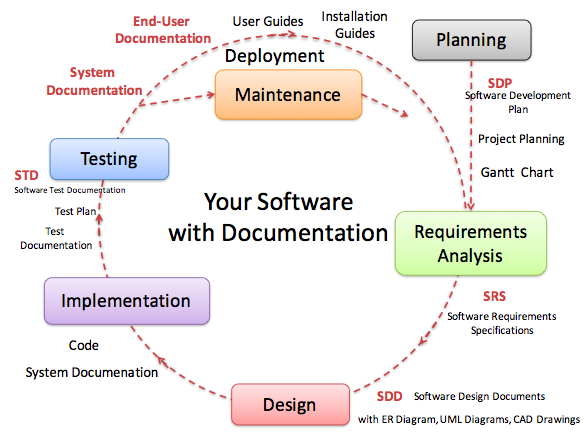 End-User
Documentation
User Guides
Installation
Guides
Planning
Deployment
System
Documentation
Maintenance
SDP
Software Development
Plan
Project Planning
Gantt Chart
Testing
STD
Software Test Documentation
Test Plan
Test
Documentation
Your Software
with Documentation
Requirements
Analysis
Implementation
SRS
Software Requirements
Specifications
Code
System Documenation
Design
SDD Software Design Documents
with ER Diagram, UML Diagrams, CAD Drawings